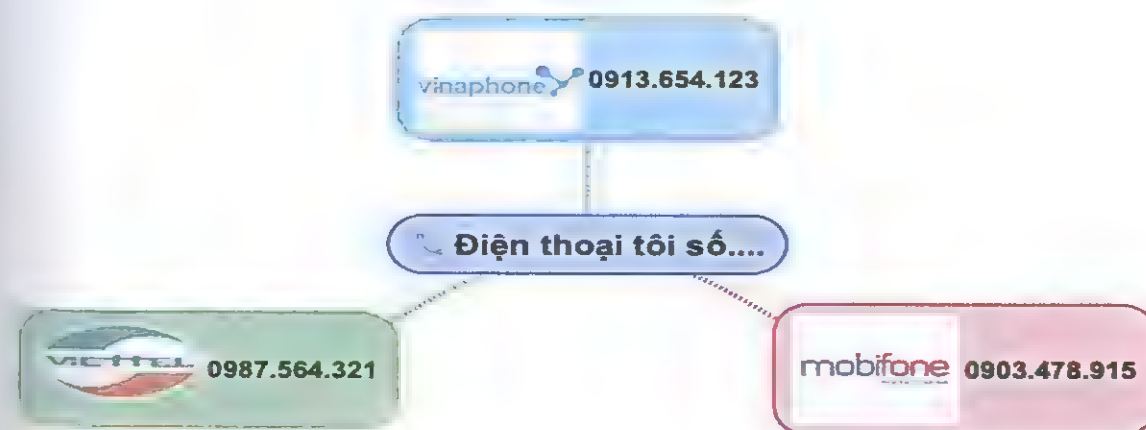 vinaphone 0913.654.123
Điện thoại tôi số....
VIETTEL 0987.564.321
mobifone 0903.478.915